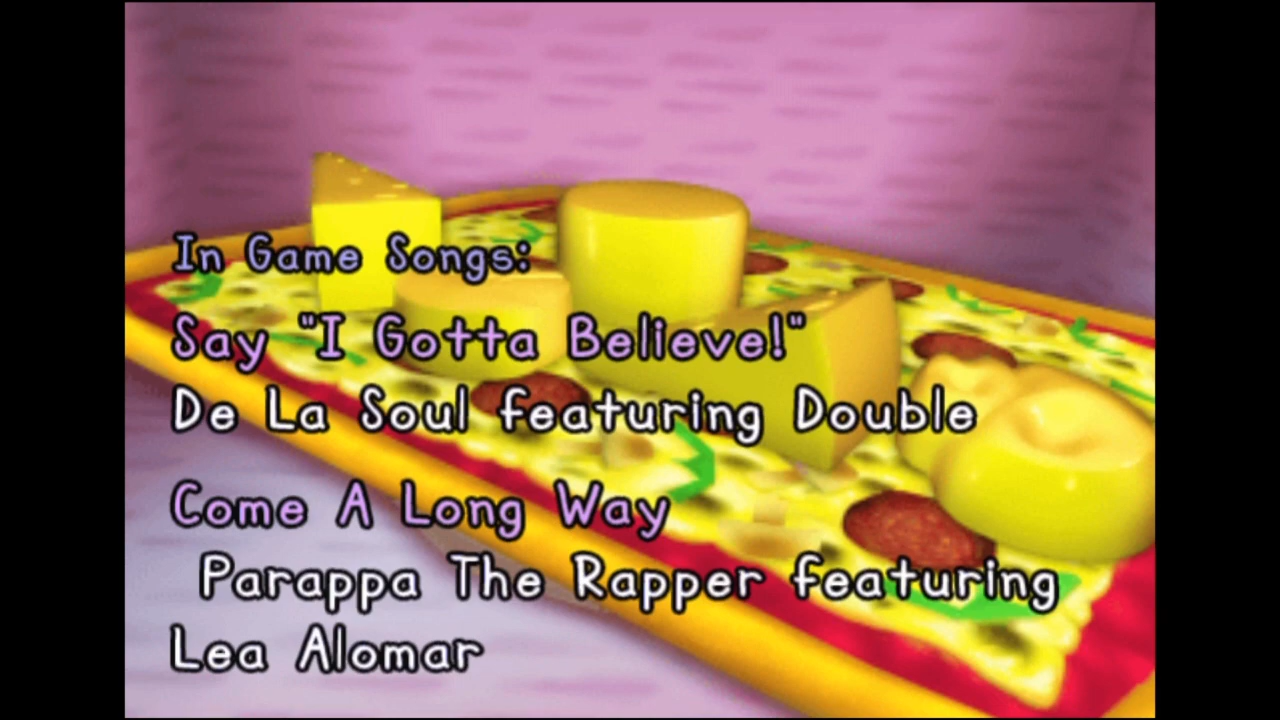 In Game Songs:
Say "I Gotta Believe!"
De La Soul featuring Double
Come A Long Way
Parappa The Rapper featuring
Lea Alomar